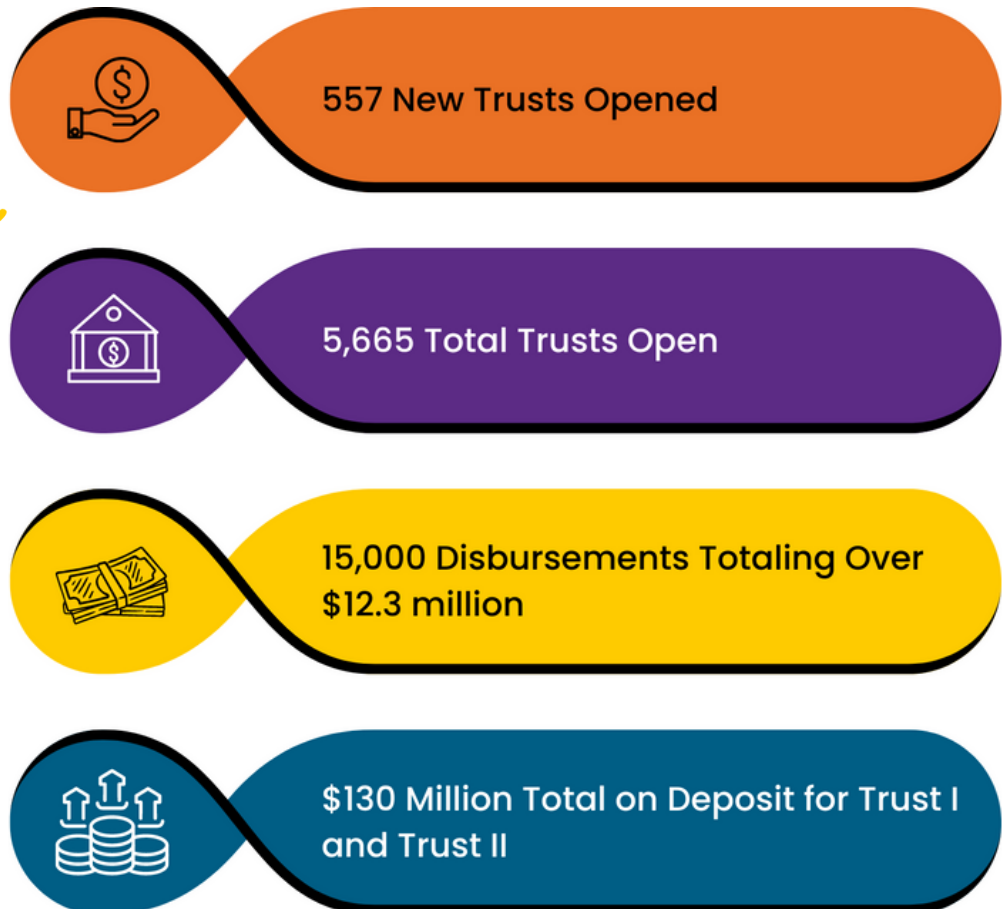 557 New Trusts Opened
5,665 Total Trusts Open
15,000 Disbursements Totaling Over
$12.3 million
$130 Million Total on Deposit for Trust I
and Trust II